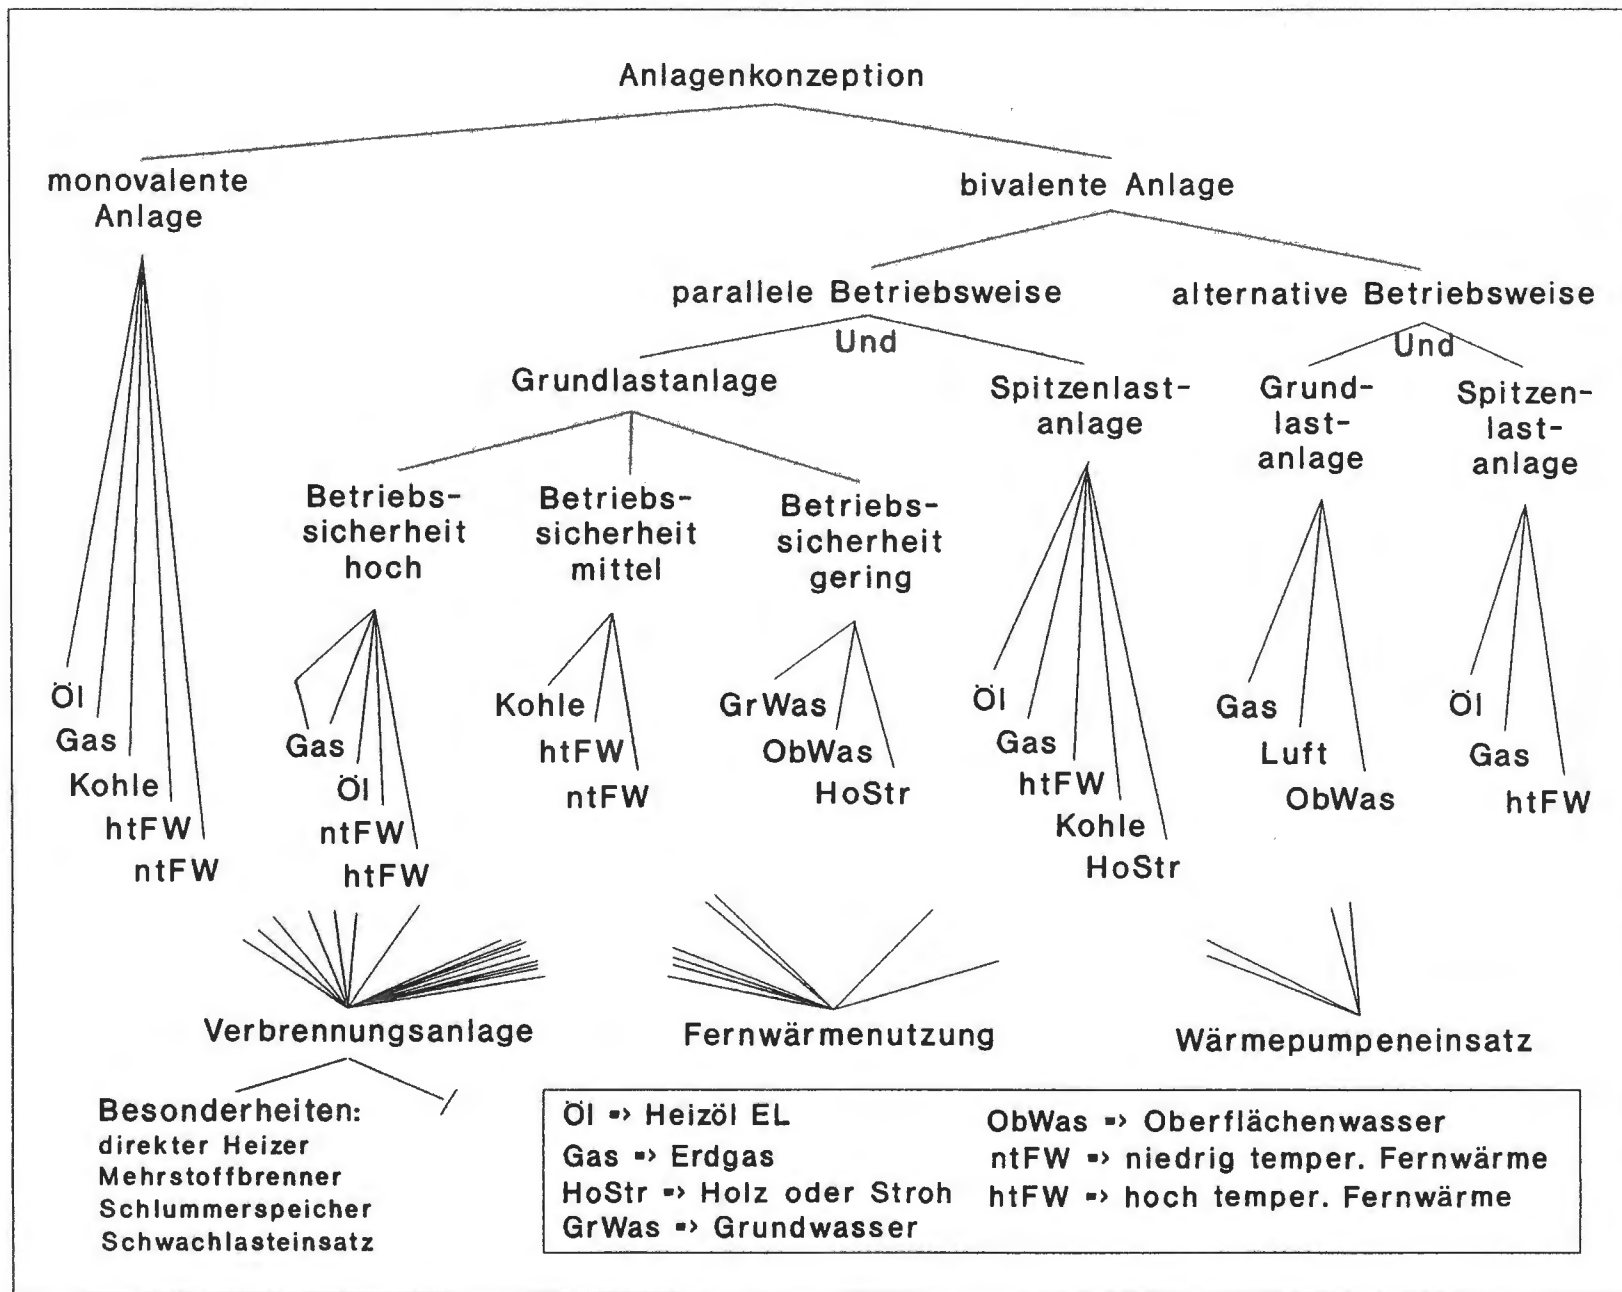 Anlagenkonzeption
monovalente
Anlage
bivalente Anlage
parallele Betriebsweise
alternative Betriebsweise
Und
Und
Grundlastanlage
Spitzenlast-
anlage
Grund-
last-
anlage
Spitzen-
last-
anlage
Betriebs-
sicherheit
hoch
Betriebs-
sicherheit
mittel
Betriebs-
sicherheit
gering
Öl
Gas
Kohle
htFW
ntFW
Gas
Öl
ntFW
htFW
Kohle
htFW
ntFW
GrWas
ObWas
HoStr
Öl
Gas
htFW
Kohle
HoStr
Gas
Luft
ObWas
Öl
Gas
htFW
Verbrennungsanlage
Fernwärmenutzung
Wärmepumpeneinsatz
Besonderheiten:
direkter Heizer
Mehrstoffbrenner
Schlummerspeicher
Schwachlasteinsatz
Öl => Heizöl EL
Gas => Erdgas
HoStr => Holz oder Stroh
GrWas => Grundwasser
ObWas => Oberflächenwasser
ntFW => niedrig temper. Fernwärme
htFW => hoch temper. Fernwärme